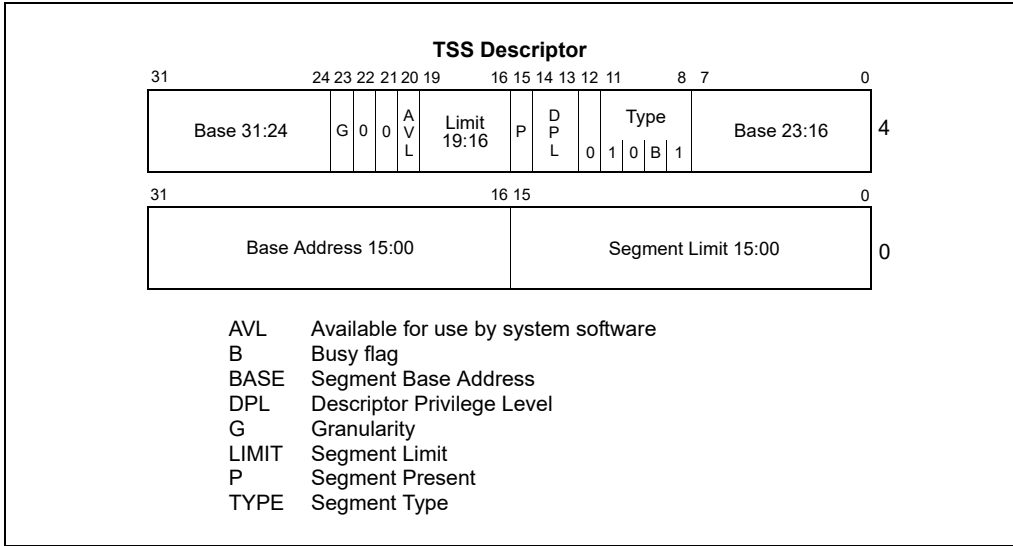 TSS Descriptor
31 24 23 22 21 20 19 16 15 14 13 12 11 8 7 0
Base 31:24 G 0 0 A V L Limit 19:16 P D P L 0 Type 1 0 B 1 Base 23:16 4
31 16 15 0
Base Address 15:00 Segment Limit 15:00 0
AVL Available for use by system software
B Busy flag
BASE Segment Base Address
DPL Descriptor Privilege Level
G Granularity
LIMIT Segment Limit
P Segment Present
TYPE Segment Type